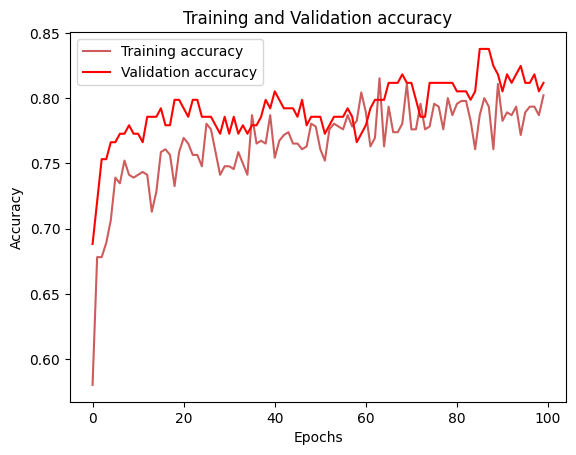 Training and Validation accuracy
Training accuracy
Validation accuracy
Accuracy
0.85
0.80
0.75
0.70
0.65
0.60
0 20 40 60 80 100
Epochs